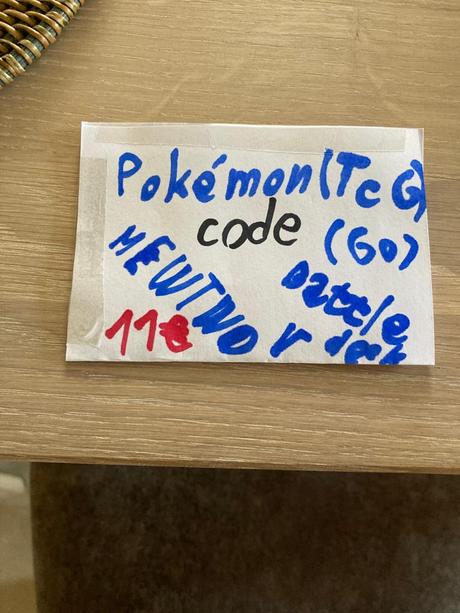 Pokémon (TcG)
code
(GO)
MEWTWO V
Battle
deck
11€